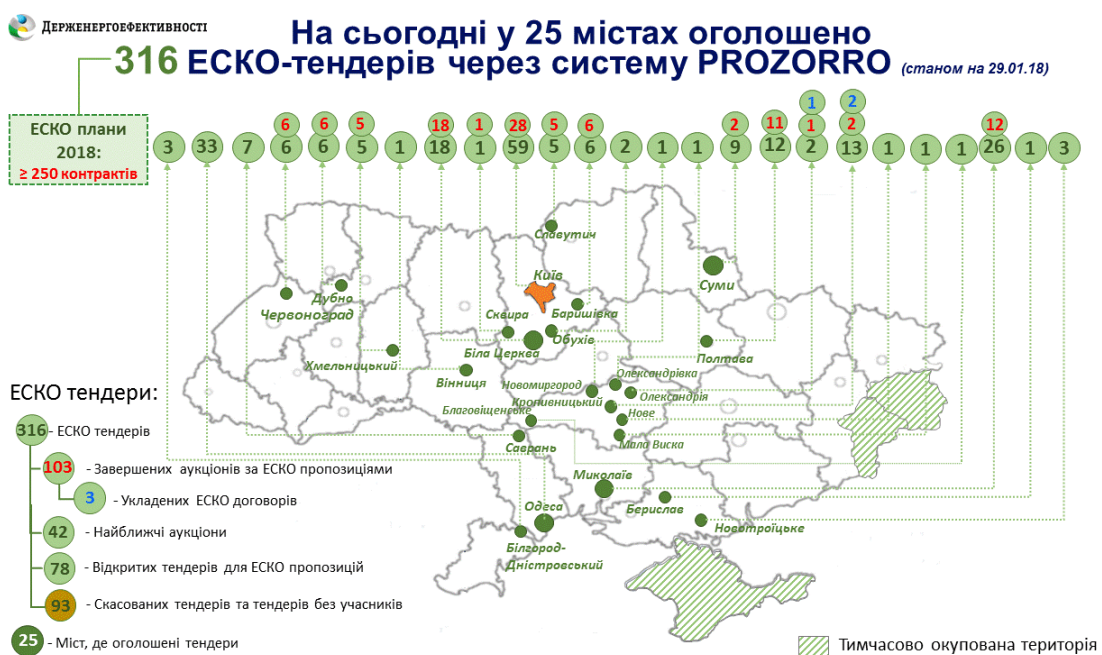 ДЕРЖЕНЕРГОЕФЕКТИВНОСТІ
На сьогодні у 25 містах оголошено
316 ЕСКО-тендерів через систему PROZORRO (станом на 29.01.18)
ЕСКО плани
2018:
≥ 250 контрактів
1 2
6 6 5 18 1 28 5 6 2 11 1 2 12
3 33 7 6 6 5 1 18 1 59 5 6 2 1 1 9 12 2 13 1 1 1 26 1 3
Славутич
Київ
Суми
Дубно
Червоноград
Сквира
Баришівка
Обухів
Біла Церква
Полтава
Хмельницький
Вінниця
Олександрівка
Новомиргород
Олександрія
Кропивницький
Благовіщенське
Нове
Мала Виска
Саврань
Миколаїв
Берислав
Одеса
Новотроїцьке
Білгород-
Дністровський
ЕСКО тендери:
316 - ЕСКО тендерів
103 - Завершених аукціонів за ЕСКО пропозиціями
3 - Укладених ЕСКО договорів
42 - Найближчі аукціони
78 - Відкритих тендерів для ЕСКО пропозицій
93 - Скасованих тендерів та тендерів без учасників
25 - Міст, де оголошені тендери
Тимчасово окупована територія